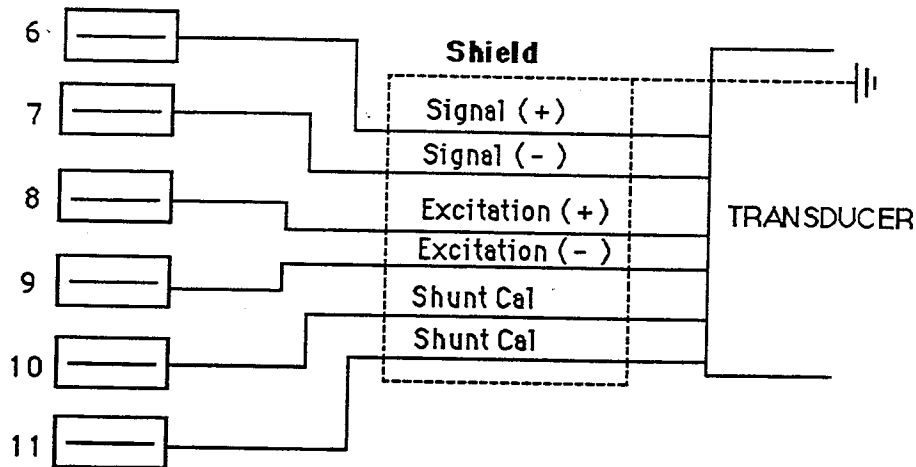 6
Shield
7
Signal (+)
Signal (-)
8
Excitation (+)
TRANSDUCER
Excitation (-)
9
Shunt Cal
Shunt Cal
10
11